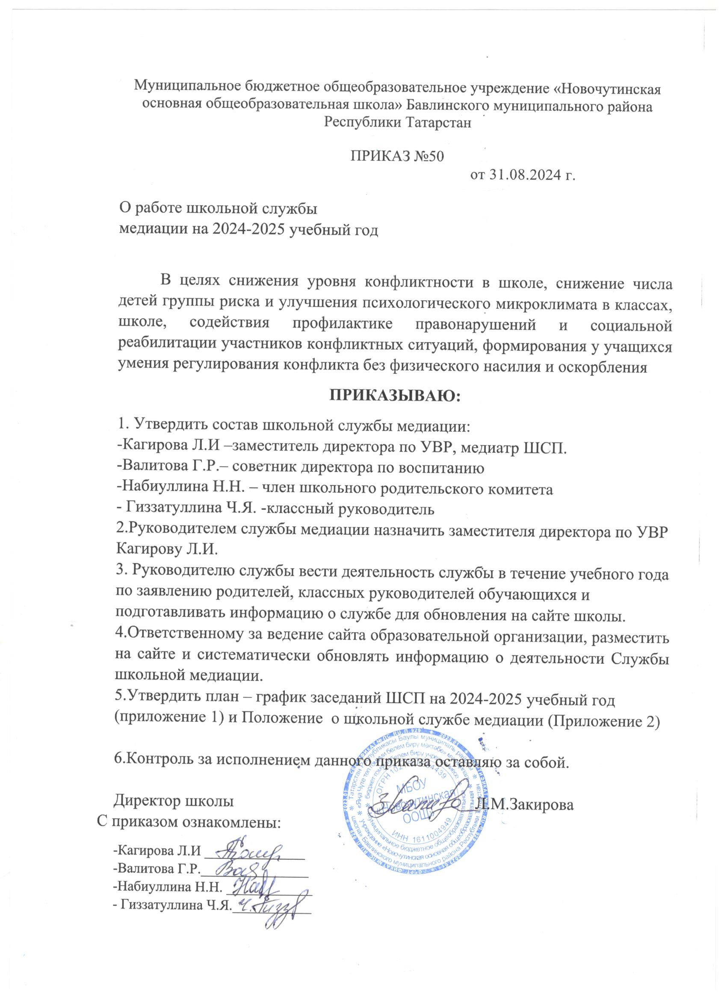 Муниципальное бюджетное общеобразовательное учреждение «Новочутинская
основная общеобразовательная школа» Бавлинского муниципального района
Республики Татарстан
ПРИКАЗ №50
от 31.08.2024 г.
О работе школьной службы
медиации на 2024-2025 учебный год
В целях снижения уровня конфликтности в школе, снижение числа
детей группы риска и улучшения психологического микроклимата в классах,
школе, содействия профилактике правонарушений и социальной
реабилитации участников конфликтных ситуаций, формирования у учащихся
умения регулирования конфликта без физического насилия и оскорбления
ПРИКАЗЫВАЮ:
1. Утвердить состав школьной службы медиации:
-Кагирова Л.И –заместитель директора по УВР, медиатр ШСП.
-Валитова Г.Р.– советник директора по воспитанию
-Набиуллина Н.Н. – член школьного родительского комитета
- Гиззатуллина Ч.Я. -классный руководитель
2.Руководителем службы медиации назначить заместителя директора по УВР
Кагирову Л.И.
3. Руководителю службы вести деятельность службы в течение учебного года
по заявлению родителей, классных руководителей обучающихся и
подготавливать информацию о службе для обновления на сайте школы.
4.Ответственному за ведение сайта образовательной организации, разместить
на сайте и систематически обновлять информацию о деятельности Службы
школьной медиации.
5.Утвердить план – график заседаний ШСП на 2024-2025 учебный год
(приложение 1) и Положение о школьной службе медиации (Приложение 2)
6.Контроль за исполнением данного приказа оставляю за собой.
МБОУ
«Новочутинская
ООШ»
ИНН 1611004949
Директор школы Л.М.Закирова
С приказом ознакомлены:
-Кагирова Л.И
-Валитова Г.Р.
-Набиуллина Н.Н.
- Гиззатуллина Ч.Я.